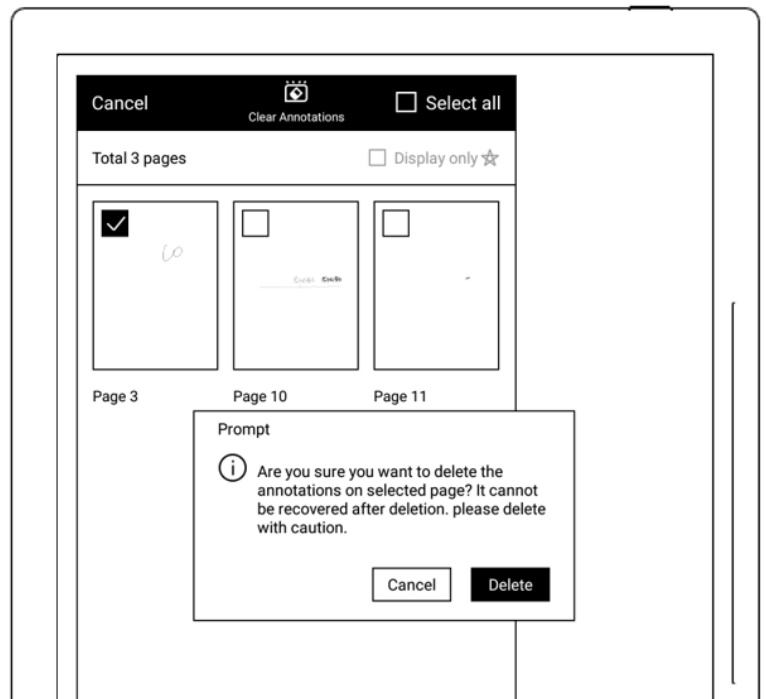 Cancel
Clear Annotations
Select all
Total 3 pages
Display only
Page 3
Page 10
Page 11
Prompt
Are you sure you want to delete the
annotations on selected page? It cannot
be recovered after deletion. please delete
with caution.
Cancel
Delete